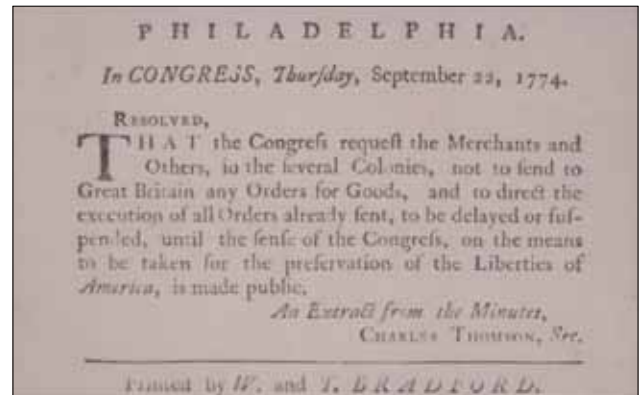 PHILADELPHIA.
In CONGRESS, Thurſday, September 22, 1774.
RESOLVED,
THAT the Congreſs requeſt the Merchants and
Others, in the ſeveral Colonies, not to ſend to
Great Britain any Orders for Goods, and to direct the
execution of all Orders already ſent, to be delayed or ſuſ-
pended, until the ſenſe of the Congreſs, on the means
to be taken for the preſervation of the Liberties of
America, is made public.
An Extract from the Minutes,
CHARLES THOMSON, Sec.
Printed by W. and T. BRADFORD.